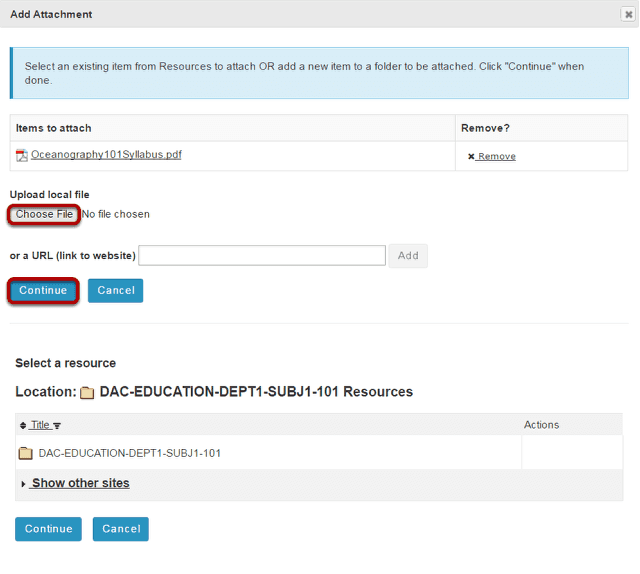 Add Attachment
Select an existing item from Resources to attach OR add a new item to a folder to be attached. Click "Continue" when
done.
Items to attach Remove?
Oceanography101Syllabus.pdf Remove
Upload local file
Choose File No file chosen
or a URL (link to website) Add
Continue Cancel
Select a resource
Location: DAC-EDUCATION-DEPT1-SUBJ1-101 Resources
Title Actions
DAC-EDUCATION-DEPT1-SUBJ1-101
Show other sites
Continue Cancel